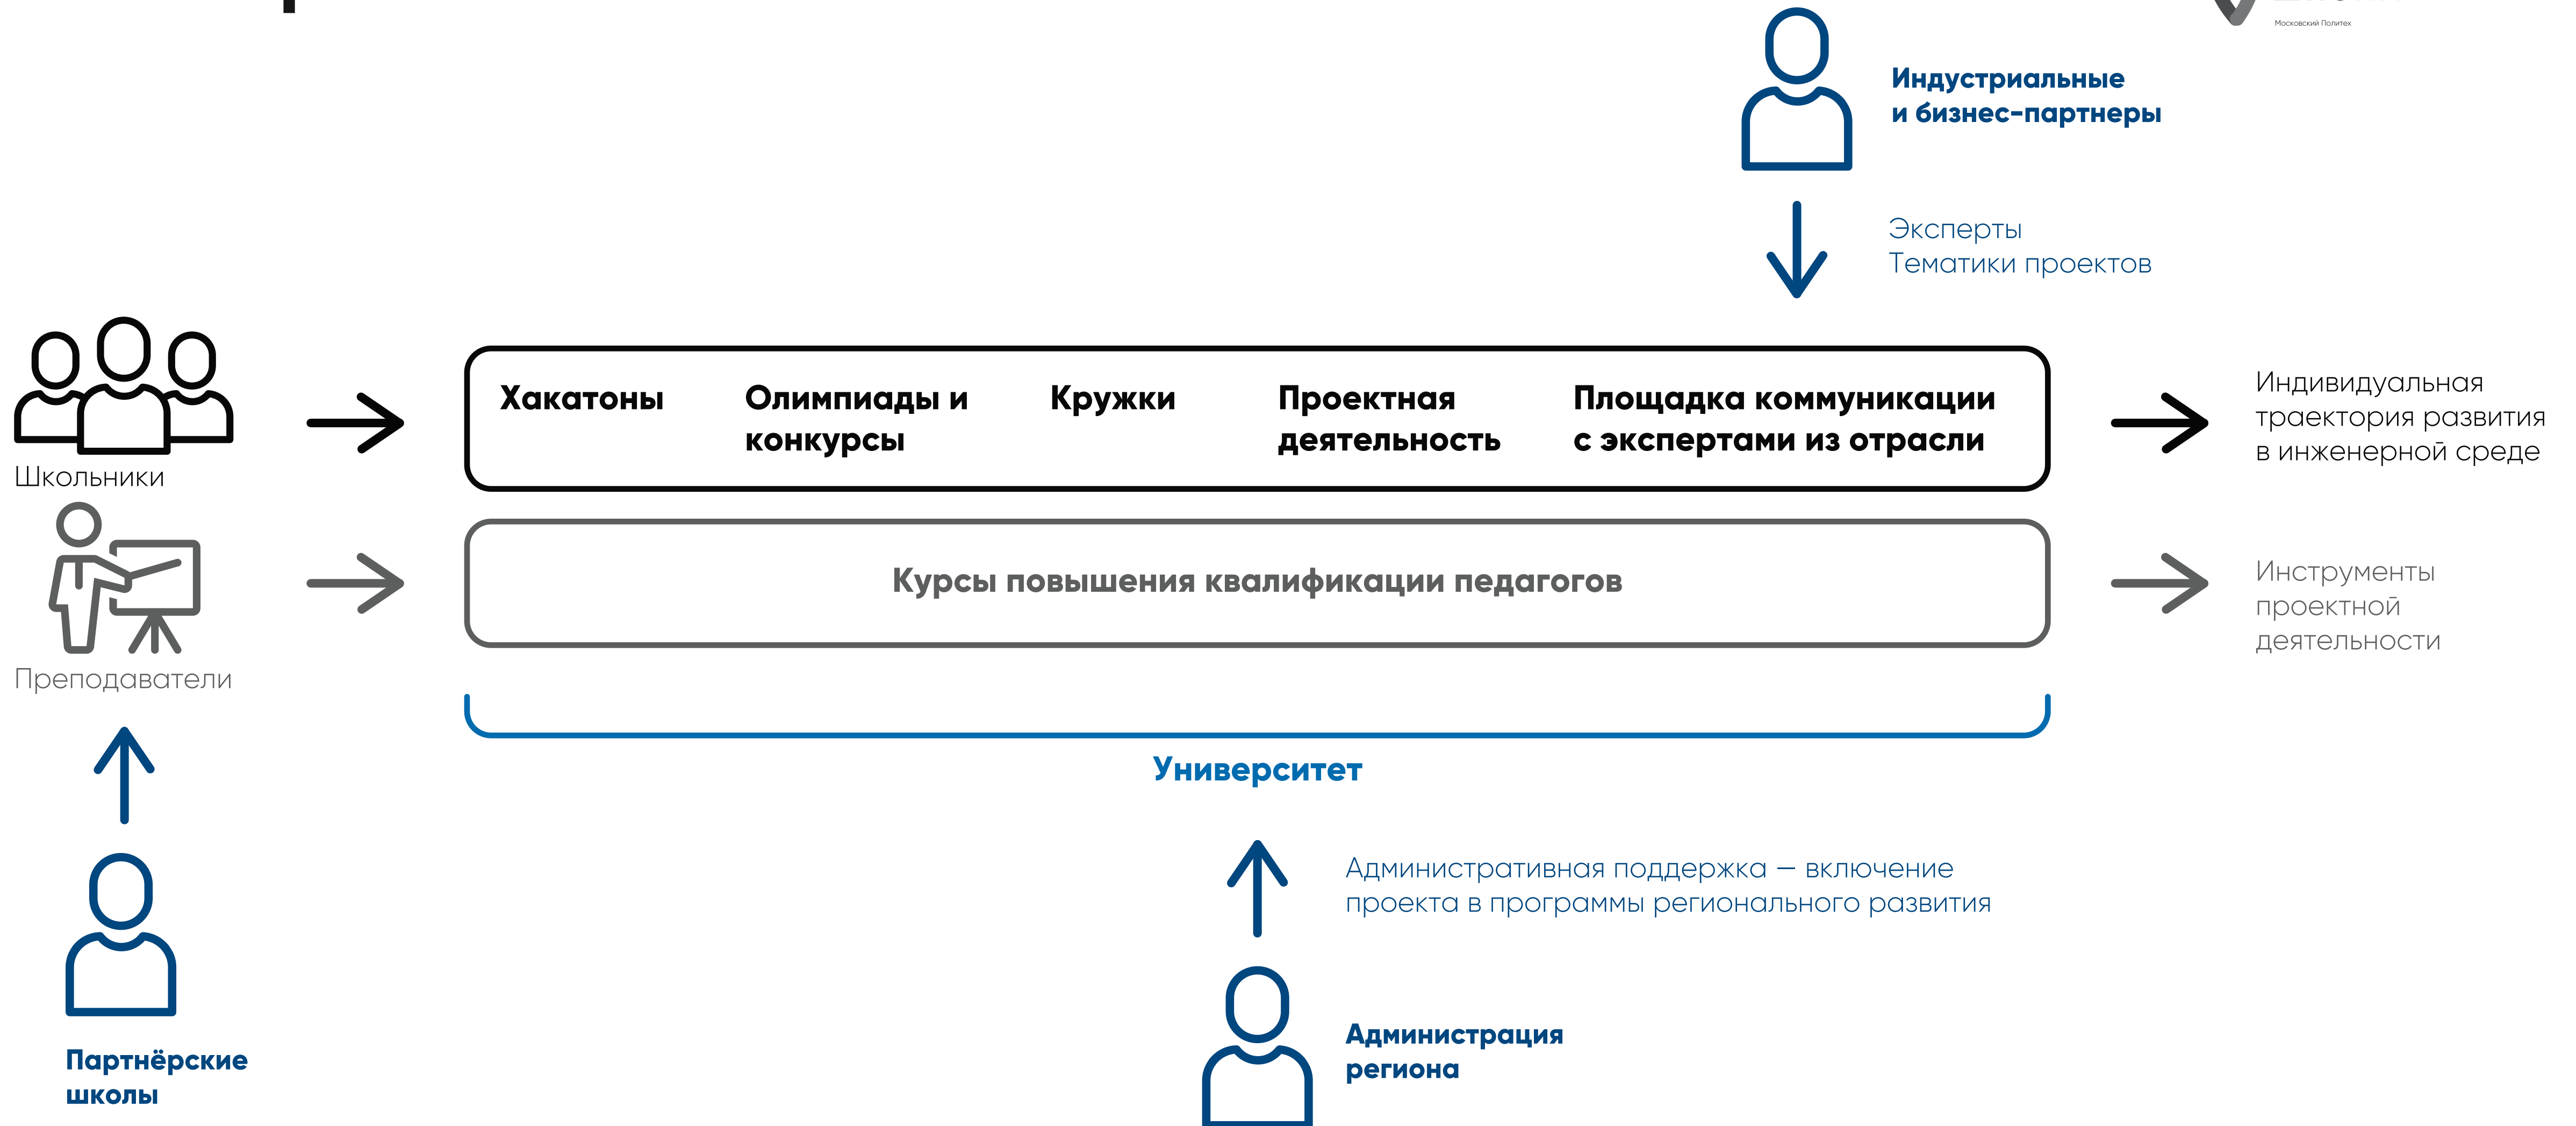 Московский Политех
Индустриальные
и бизнес-партнеры
Эксперты
Тематики проектов
Школьники
Хакатоны
Олимпиады и
конкурсы
Кружки
Проектная
деятельность
Площадка коммуникации
с экспертами из отрасли
Индивидуальная
траектория развития
в инженерной среде
Преподаватели
Курсы повышения квалификации педагогов
Инструменты
проектной
деятельности
Университет
Административная поддержка — включение
проекта в программы регионального развития
Партнёрские
школы
Администрация
региона